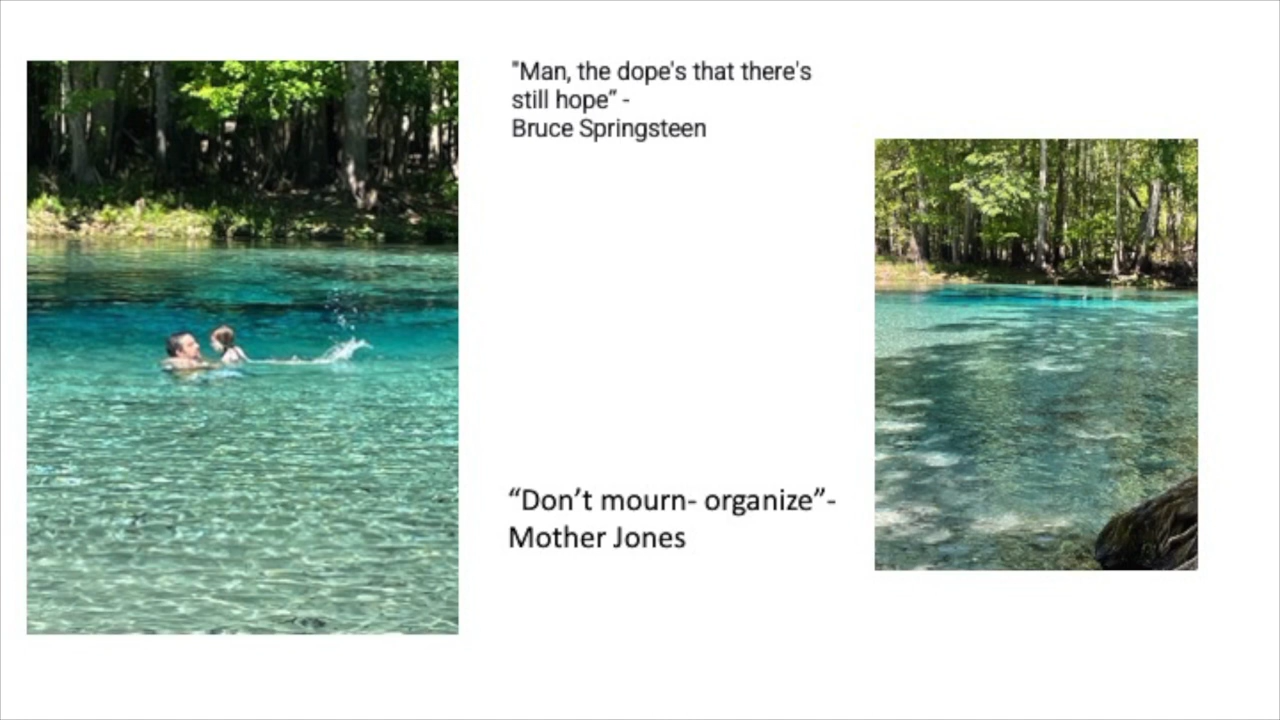 "Man, the dope's that there's
still hope” -
Bruce Springsteen
“Don’t mourn- organize”-
Mother Jones